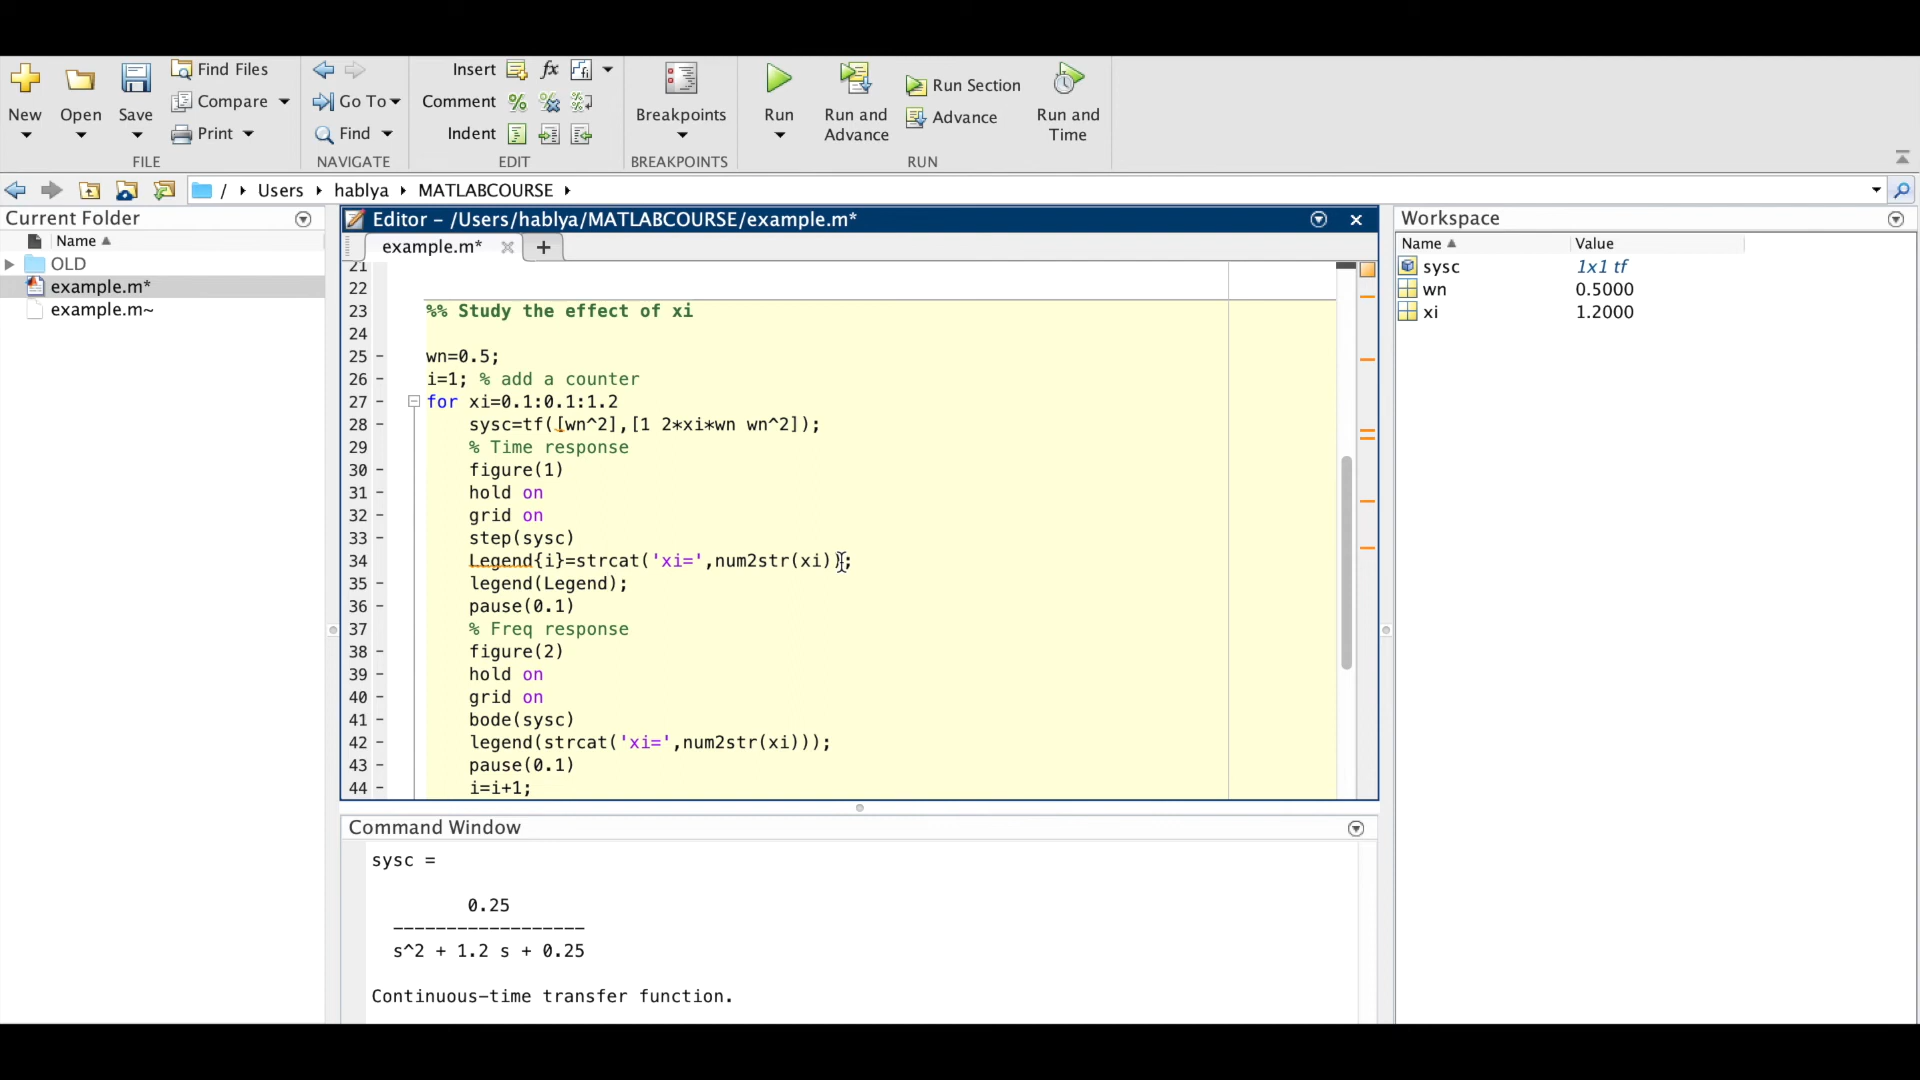 New
Open
Save
Find Files
Compare
Print
FILE
Go To
Find
NAVIGATE
Insert
fx
Comment
Indent
EDIT
Breakpoints
BREAKPOINTS
Run
Run and
Advance
Run Section
Advance
Run and
Time
RUN
/ Users hablya MATLABCOURSE
Current Folder
Name
OLD
example.m*
example.m~
Editor – /Users/hablya/MATLABCOURSE/example.m*
example.m*
+
21
22
23 %% Study the effect of xi
24
25 – wn=0.5;
26 – i=1; % add a counter
27 – for xi=0.1:0.1:1.2
28 – sysc=tf([wn^2],[1 2*xi*wn wn^2]);
29 % Time response
30 – figure(1)
31 – hold on
32 – grid on
33 – step(sysc)
34 – Legend{i}=strcat('xi=',num2str(xi));
35 – legend(Legend);
36 – pause(0.1)
37 % Freq response
38 – figure(2)
39 – hold on
40 – grid on
41 – bode(sysc)
42 – legend(strcat('xi=',num2str(xi)));
43 – pause(0.1)
44 – i=i+1;
Command Window
sysc =
0.25
------------------
s^2 + 1.2 s + 0.25
Continuous-time transfer function.
Workspace
Name Value
sysc 1x1 tf
wn 0.5000
xi 1.2000